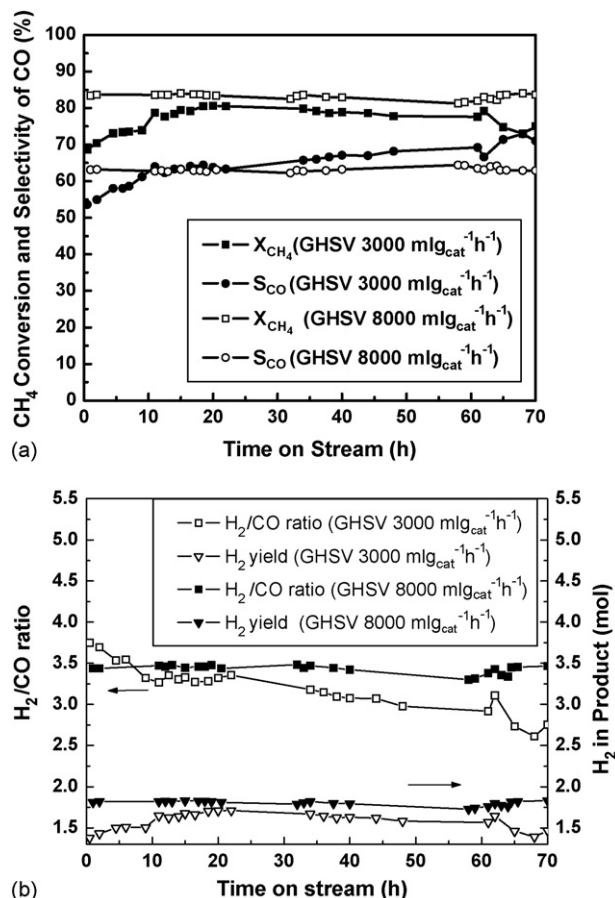 CH₄ Conversion and Selectivity of CO (%)
100
90
80
70
60
50
40
30
20
10
0
X_CH₄(GHSV 3000 mlg_cat⁻¹h⁻¹)
S_CO(GHSV 3000 mlg_cat⁻¹h⁻¹)
X_CH₄ (GHSV 8000 mlg_cat⁻¹h⁻¹)
S_CO(GHSV 8000 mlg_cat⁻¹h⁻¹)
0 10 20 30 40 50 60 70
Time on Stream (h)
(a)
H₂/CO ratio
5.5
5.0
4.5
4.0
3.5
3.0
2.5
2.0
1.5
H₂/CO ratio (GHSV 3000 mlg_cat⁻¹h⁻¹)
H₂ yield (GHSV 3000 mlg_cat⁻¹h⁻¹)
H₂/CO ratio (GHSV 8000 mlg_cat⁻¹h⁻¹)
H₂ yield (GHSV 8000 mlg_cat⁻¹h⁻¹)
5.5
5.0
4.5
4.0
3.5
3.0
2.5
2.0
1.5
H₂ in Product (mol)
0 10 20 30 40 50 60 70
Time on stream (h)
(b)